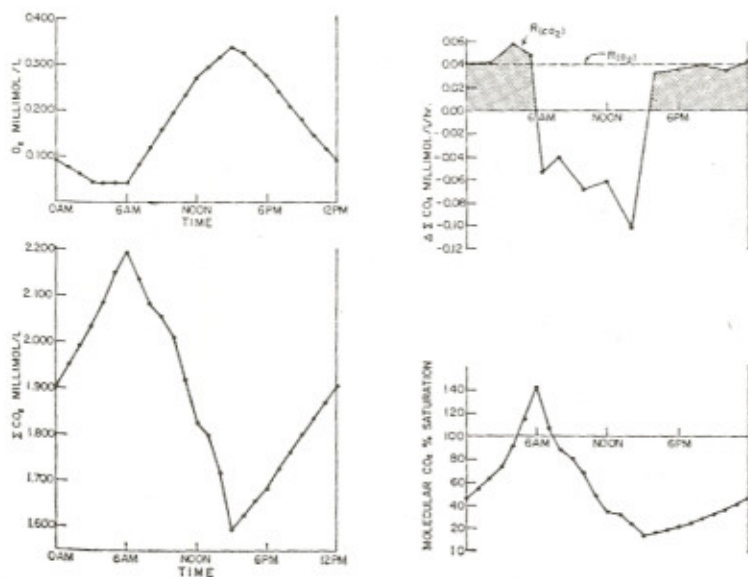 O₂ MILLIMOL/L
0.300
0.200
0.100
0AM 6AM NOON 6PM 12PM
TIME
R(CO₂)
R(O₂)
Δ Σ CO₂ MILLIMOL/L/hr.
0.06
0.04
0.02
0.00
-0.02
-0.04
-0.06
-0.08
-0.10
-0.12
6AM NOON 6PM
Σ CO₂ MILLIMOL/L
2.200
2.100
2.000
1.900
1.800
1.700
1.600
0AM 6AM NOON 6PM 12PM
TIME
MOLECULAR CO₂ % SATURATION
140
120
100
80
60
40
20
10
6AM NOON 6PM